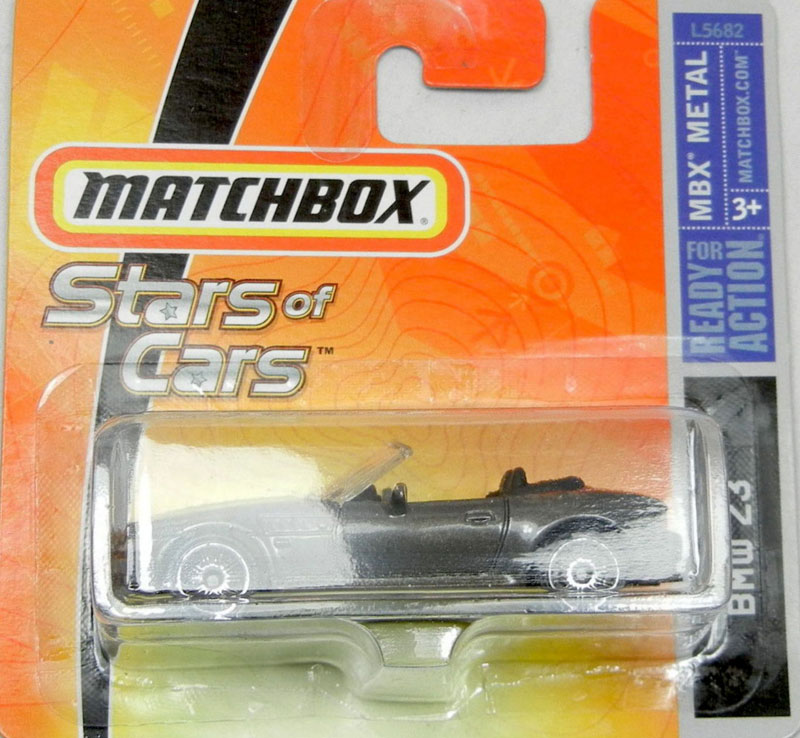 MATCHBOX®
Stars of
Cars™
L5682
MBX® METAL
MATCHBOX.COM™
3+
READY FOR
ACTION®
BMW Z3